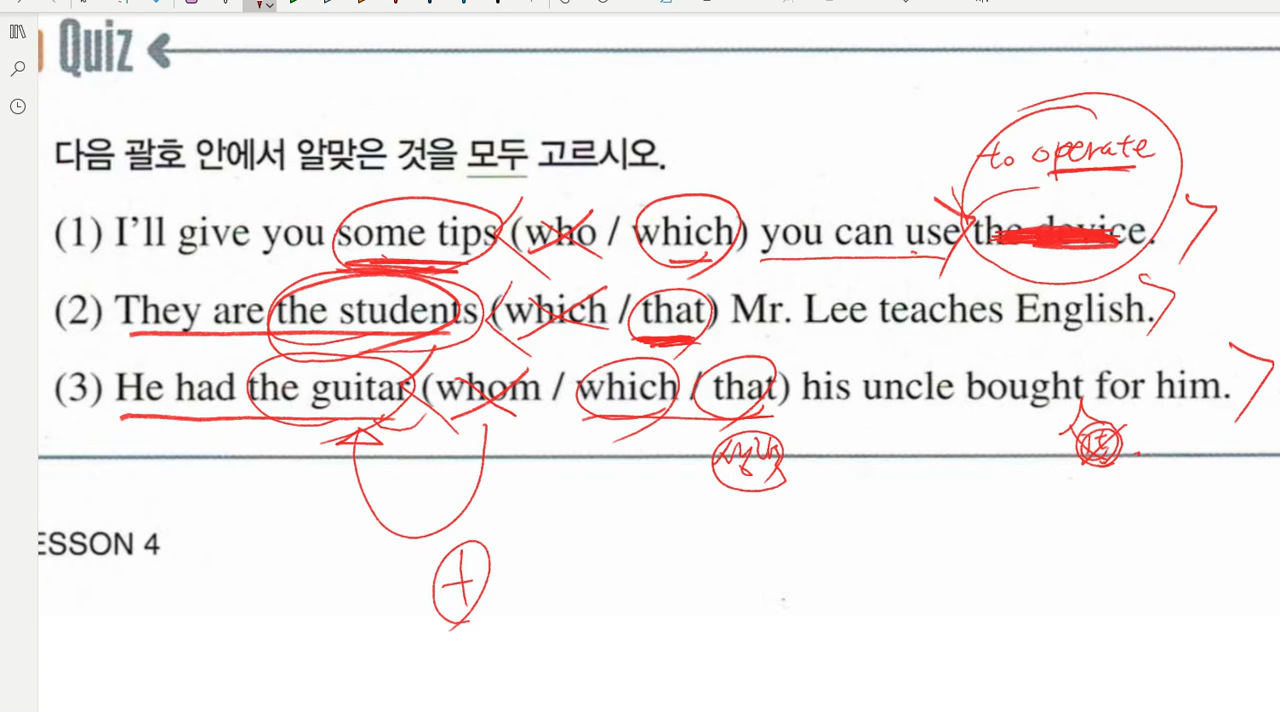 Quiz
다음 괄호 안에서 알맞은 것을 모두 고르시오.
to operate
(1) I'll give you some tips (who / which) you can use the device.
(2) They are the students (which / that) Mr. Lee teaches English.
(3) He had the guitar (whom / which / that) his uncle bought for him.
생략
ESSON 4